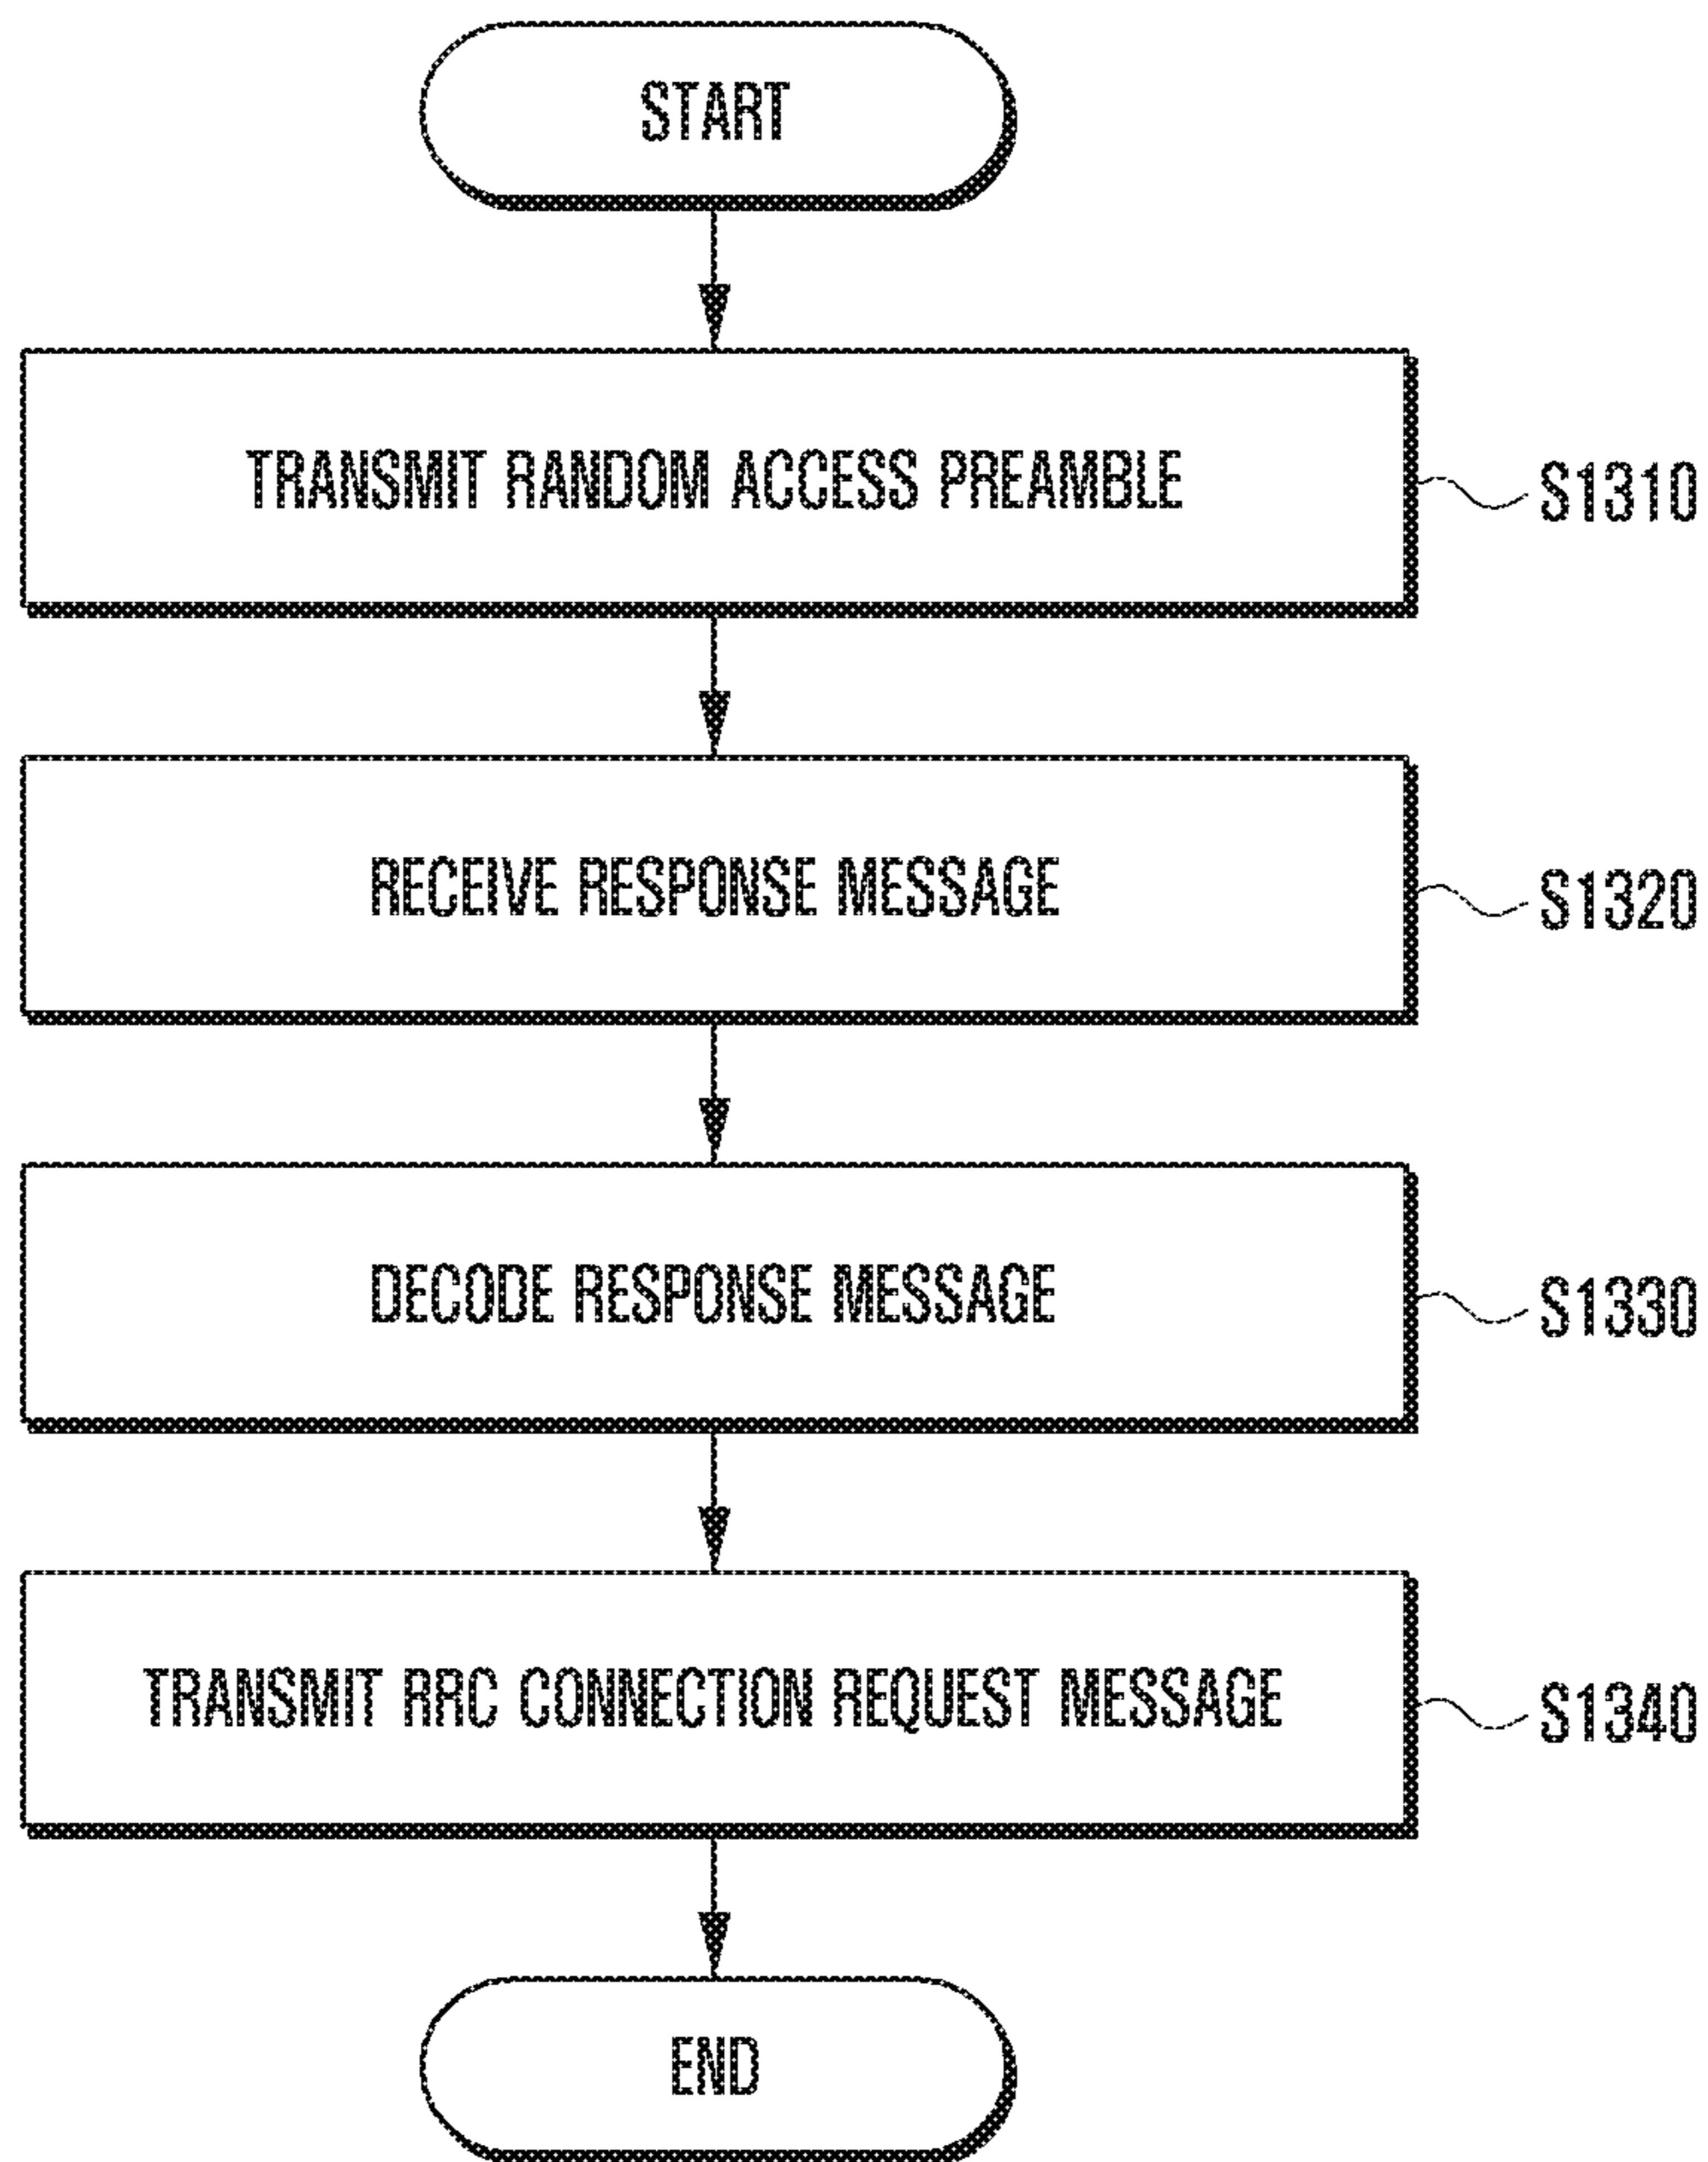 START
TRANSMIT RANDOM ACCESS PREAMBLE
S1310
RECEIVE RESPONSE MESSAGE
S1320
DECODE RESPONSE MESSAGE
S1330
TRANSMIT RRC CONNECTION REQUEST MESSAGE
S1340
END